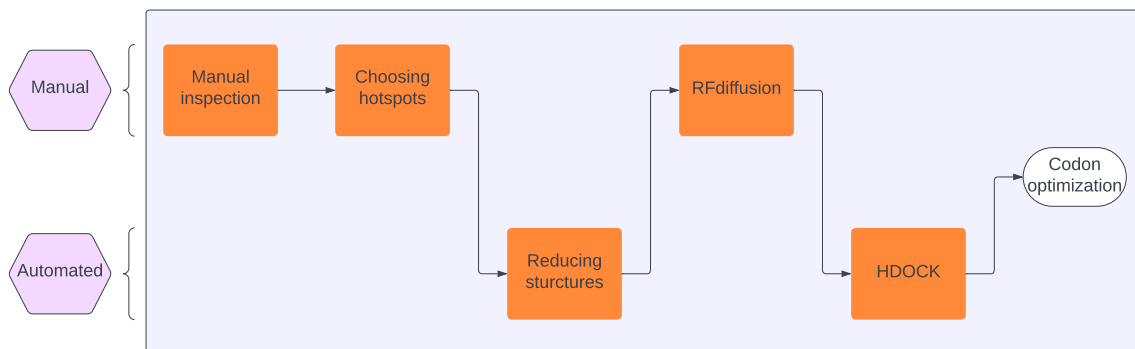 Manual
Manual
inspection
Choosing
hotspots
RFdiffusion
Codon
optimization
Automated
Reducing
sturctures
HDOCK